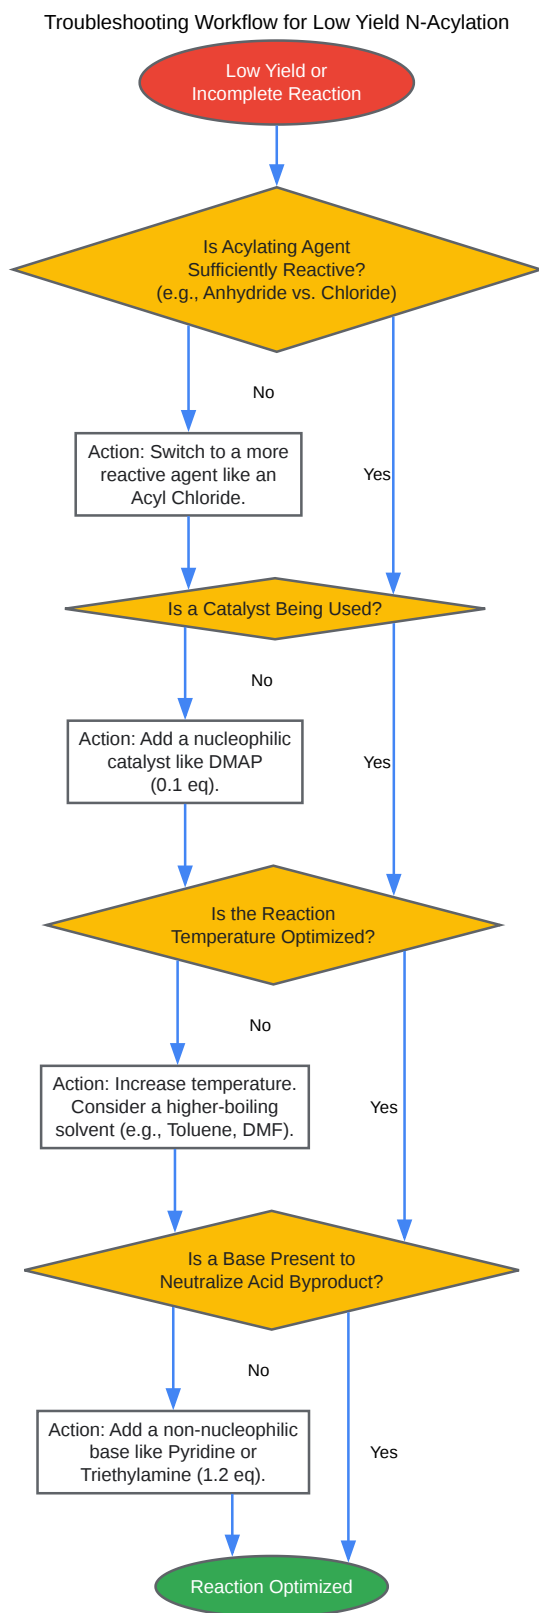 Troubleshooting Workflow for Low Yield N-Acylation
Low Yield or
Incomplete Reaction
Is Acylating Agent
Sufficiently Reactive?
(e.g., Anhydride vs. Chloride)
No
Action: Switch to a more
reactive agent like an
Acyl Chloride.
Yes
Is a Catalyst Being Used?
No
Action: Add a nucleophilic
catalyst like DMAP
(0.1 eq).
Yes
Is the Reaction
Temperature Optimized?
No
Action: Increase temperature.
Consider a higher-boiling
solvent (e.g., Toluene, DMF).
Yes
Is a Base Present to
Neutralize Acid Byproduct?
No
Action: Add a non-nucleophilic
base like Pyridine or
Triethylamine (1.2 eq).
Yes
Reaction Optimized